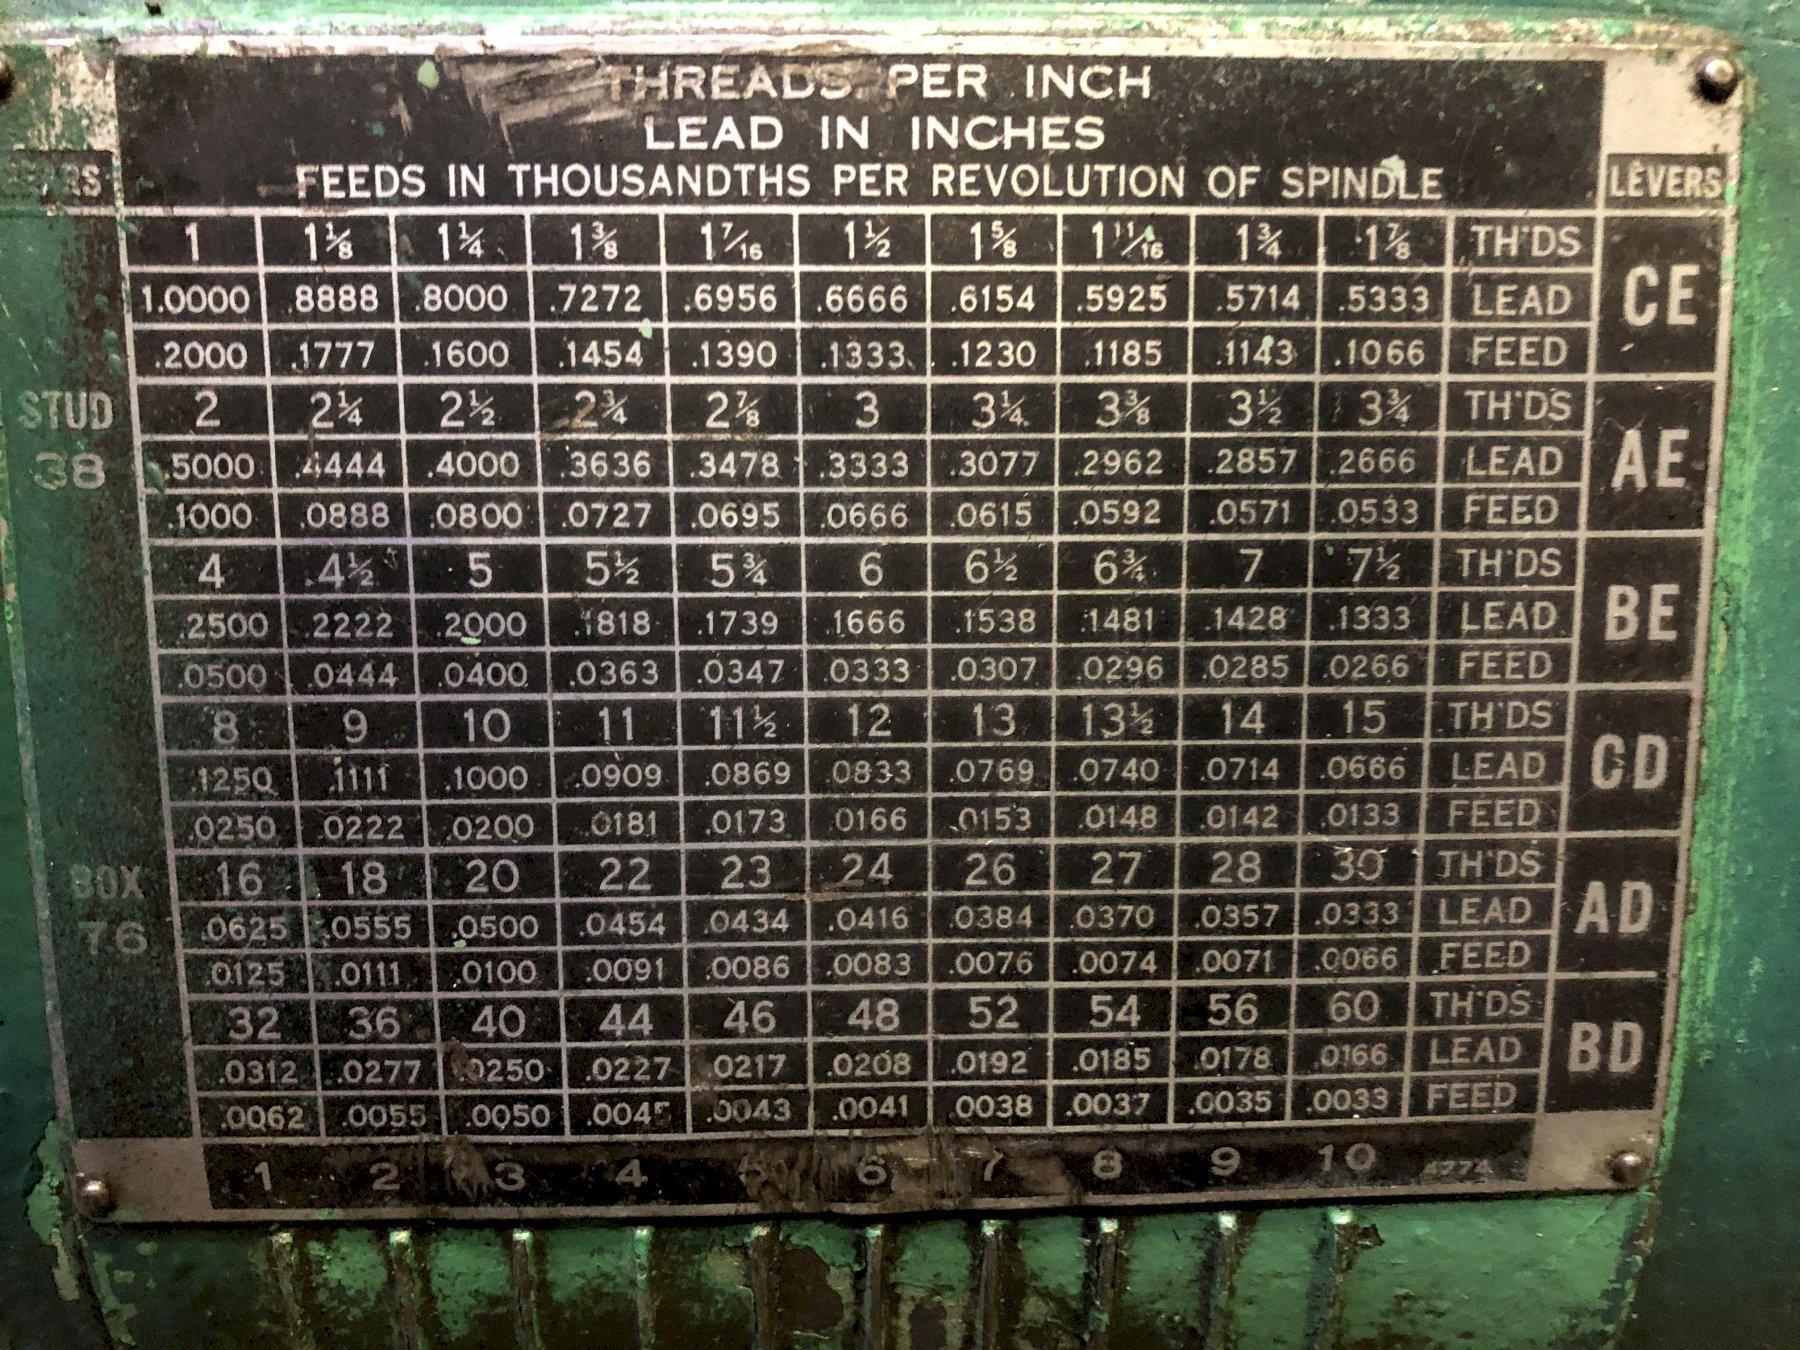 THREADS PER INCH
LEAD IN INCHES
FEEDS IN THOUSANDTHS PER REVOLUTION OF SPINDLE
LEVERS
1 1⅛ 1¼ 1⅜ 1 7/16 1½ 1⅝ 1 11/16 1¾ 1⅞ TH'DS
1.0000 .8888 .8000 .7272 .6956 .6666 .6154 .5925 .5714 .5333 LEAD CE
.2000 .1777 .1600 .1454 .1390 .1333 .1230 .1185 .1143 .1066 FEED
STUD 2 2¼ 2½ 2¾ 2⅞ 3 3¼ 3⅜ 3½ 3¾ TH'DS
38 .5000 .4444 .4000 .3636 .3478 .3333 .3077 .2962 .2857 .2666 LEAD AE
.1000 .0888 .0800 .0727 .0695 .0666 .0615 .0592 .0571 .0533 FEED
4 4½ 5 5½ 5¾ 6 6½ 6¾ 7 7½ TH'DS
.2500 .2222 .2000 .1818 .1739 .1666 .1538 .1481 .1428 .1333 LEAD BE
.0500 .0444 .0400 .0363 .0347 .0333 .0307 .0296 .0285 .0266 FEED
8 9 10 11 11½ 12 13 13½ 14 15 TH'DS
.1250 .1111 .1000 .0909 .0869 .0833 .0769 .0740 .0714 .0666 LEAD CD
.0250 .0222 .0200 .0181 .0173 .0166 .0153 .0148 .0142 .0133 FEED
BOX 16 18 20 22 23 24 26 27 28 30 TH'DS
76 .0625 .0555 .0500 .0454 .0434 .0416 .0384 .0370 .0357 .0333 LEAD AD
.0125 .0111 .0100 .0091 .0086 .0083 .0076 .0074 .0071 .0066 FEED
32 36 40 44 46 48 52 54 56 60 TH'DS
.0312 .0277 .0250 .0227 .0217 .0208 .0192 .0185 .0178 .0166 LEAD BD
.0062 .0055 .0050 .0045 .0043 .0041 .0038 .0037 .0035 .0033 FEED
1 2 3 4 5 6 7 8 9 10